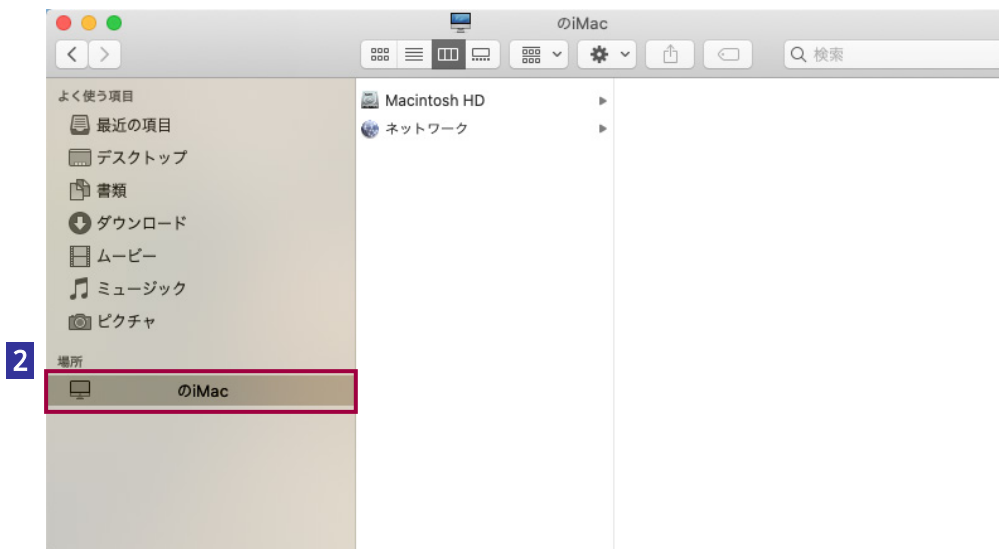 のiMac
検索
よく使う項目
最近の項目
デスクトップ
書類
ダウンロード
ムービー
ミュージック
ピクチャ
2
場所
のiMac
Macintosh HD
ネットワーク